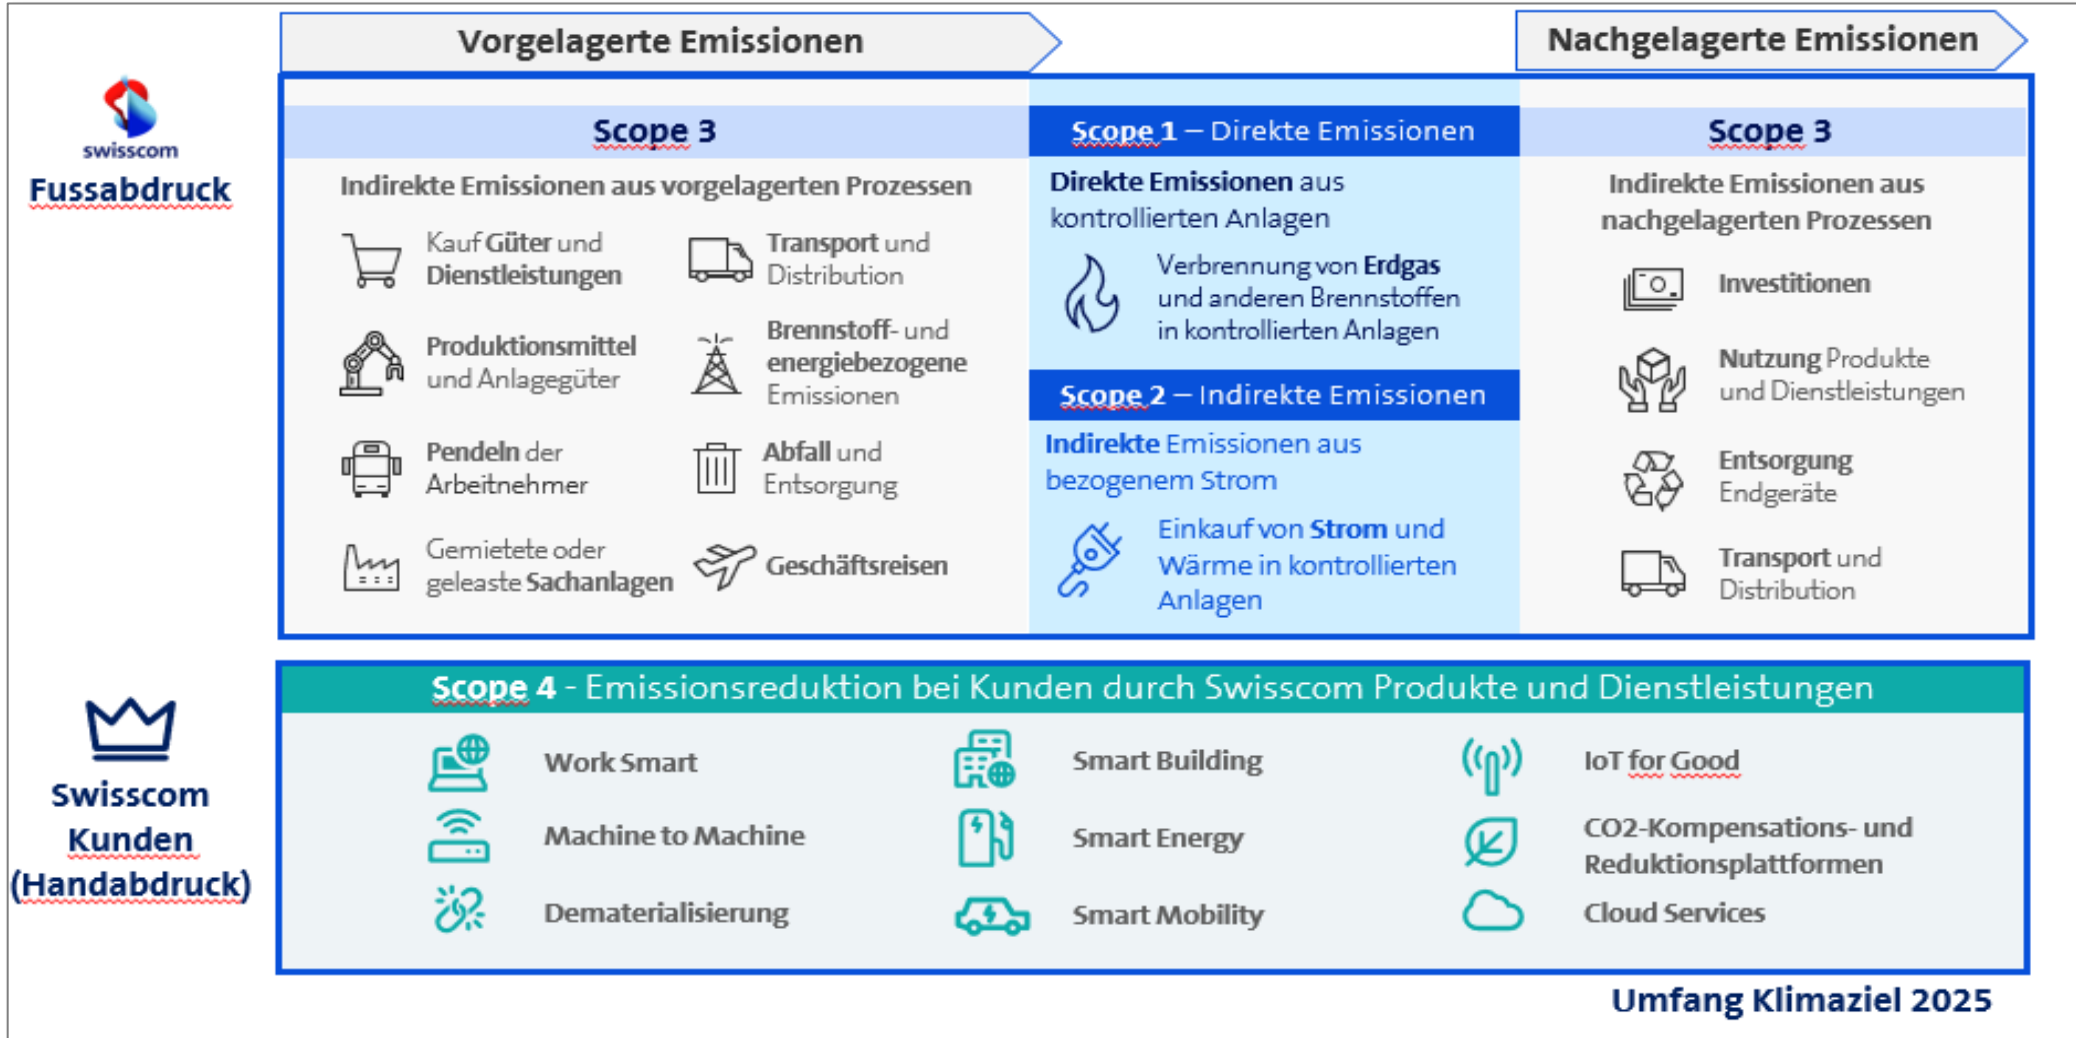 Vorgelagerte Emissionen
Nachgelagerte Emissionen
swisscom
Fussabdruck
Scope 3
Indirekte Emissionen aus vorgelagerten Prozessen
Kauf Güter und
Dienstleistungen
Transport und
Distribution
Produktionsmittel
und Anlagegüter
Brennstoff- und
energiebezogene
Emissionen
Pendeln der
Arbeitnehmer
Abfall und
Entsorgung
Gemietete oder
geleaste Sachanlagen
Geschäftsreisen
Scope 1 – Direkte Emissionen
Direkte Emissionen aus
kontrollierten Anlagen
Verbrennung von Erdgas
und anderen Brennstoffen
in kontrollierten Anlagen
Scope 2 – Indirekte Emissionen
Indirekte Emissionen aus
bezogenem Strom
Einkauf von Strom und
Wärme in kontrollierten
Anlagen
Scope 3
Indirekte Emissionen aus
nachgelagerten Prozessen
Investitionen
Nutzung Produkte
und Dienstleistungen
Entsorgung
Endgeräte
Transport und
Distribution
Swisscom
Kunden
(Handabdruck)
Scope 4 - Emissionsreduktion bei Kunden durch Swisscom Produkte und Dienstleistungen
Work Smart
Smart Building
IoT for Good
Machine to Machine
Smart Energy
CO2-Kompensations- und
Reduktionsplattformen
Dematerialisierung
Smart Mobility
Cloud Services
Umfang Klimaziel 2025